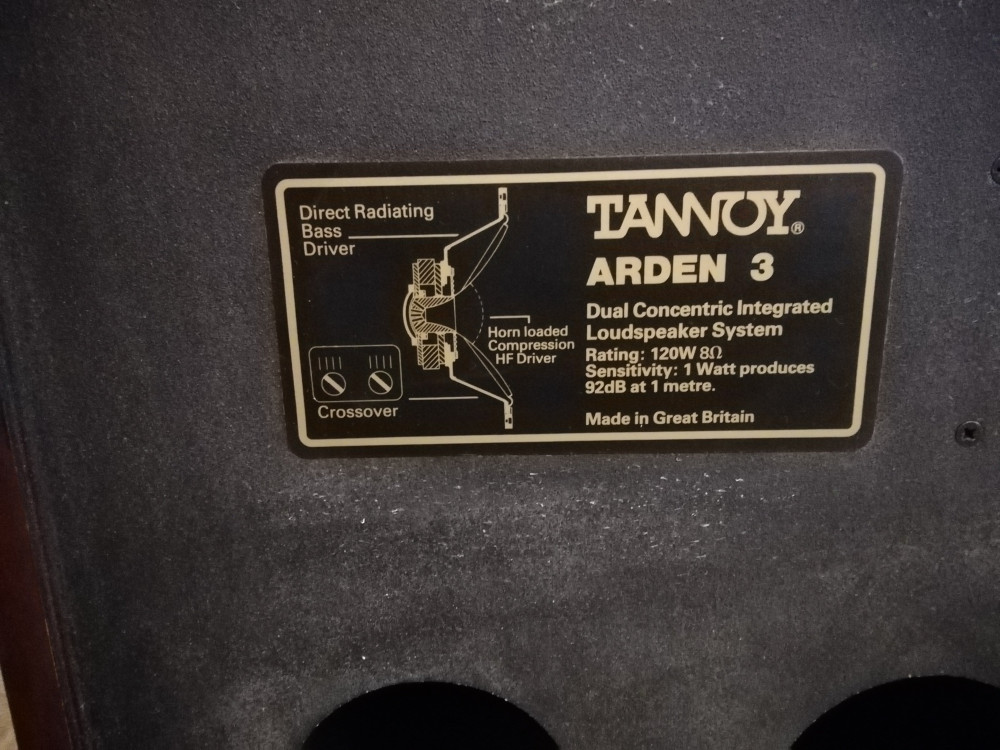 Direct Radiating
Bass
Driver
Horn loaded
Compression
HF Driver
Crossover
TANNOY®
ARDEN 3
Dual Concentric Integrated
Loudspeaker System
Rating: 120W 8Ω
Sensitivity: 1 Watt produces
92dB at 1 metre.
Made in Great Britain